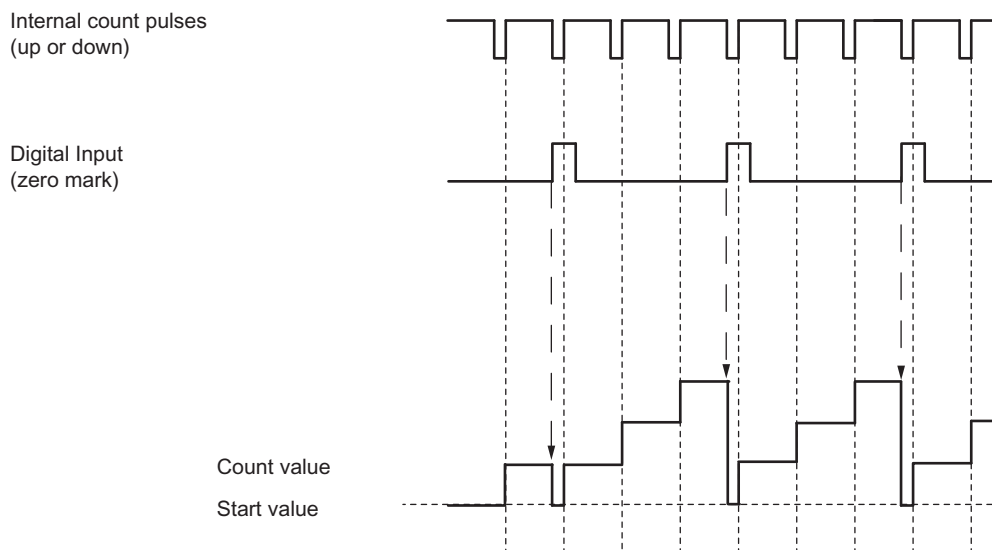 Internal count pulses
(up or down)
Digital Input
(zero mark)
Count value
Start value